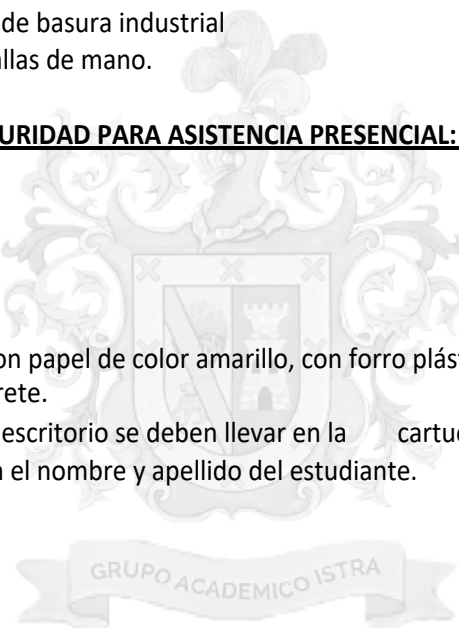 de basura industrial
allas de mano.
URIDAD PARA ASISTENCIA PRESENCIAL:
on papel de color amarillo, con forro plást
rete.
escritorio se deben llevar en la cartuc
n el nombre y apellido del estudiante.
GRUPO ACADEMICO ISTRA